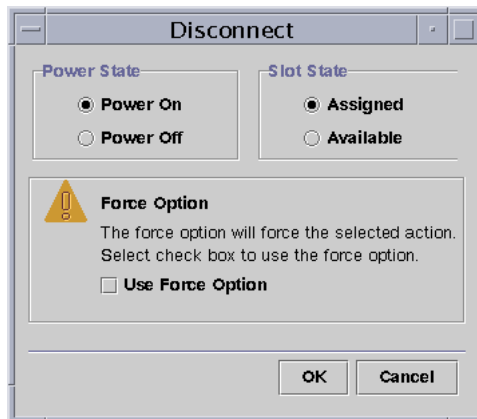 Disconnect
Power State
Power On
Power Off
Slot State
Assigned
Available
Force Option
The force option will force the selected action.
Select check box to use the force option.
Use Force Option
OK
Cancel